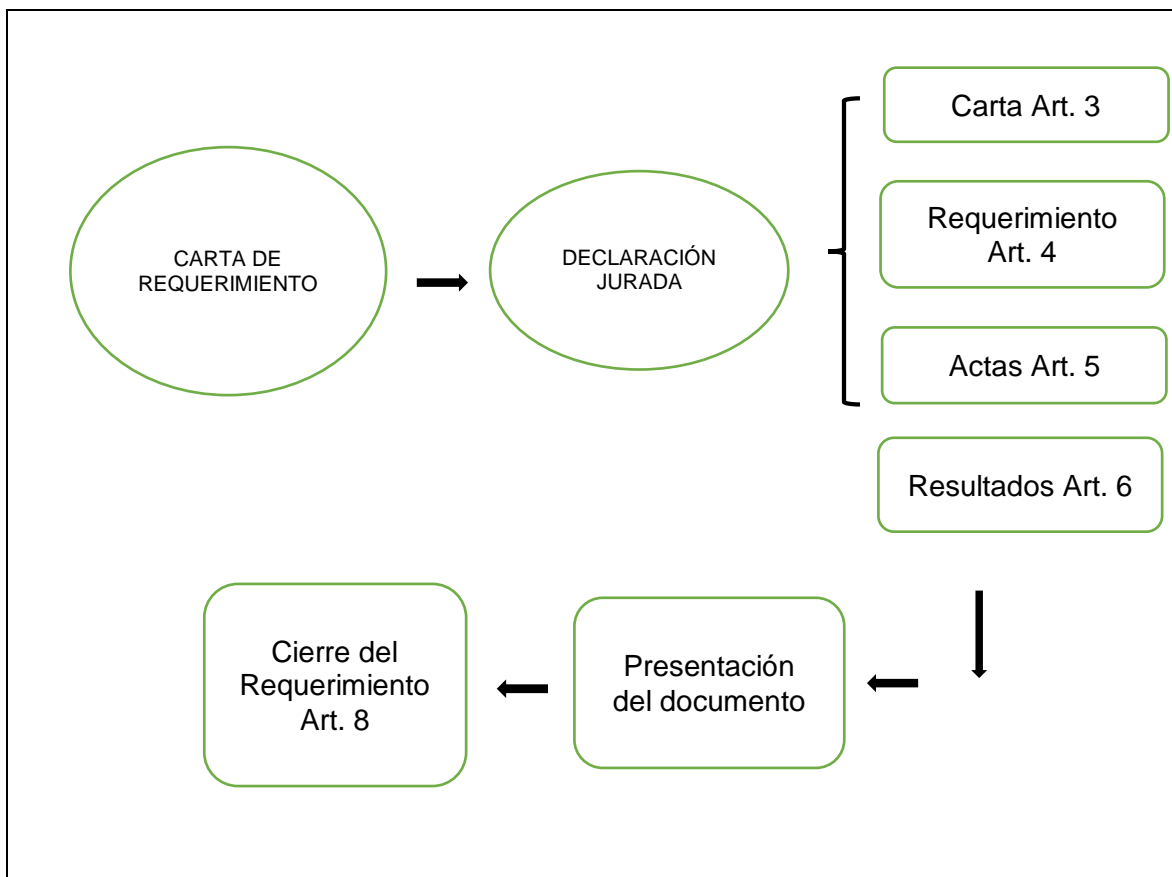 CARTA DE
REQUERIMIENTO
DECLARACIÓN
JURADA
Carta Art. 3
Requerimiento
Art. 4
Actas Art. 5
Resultados Art. 6
Presentación
del documento
Cierre del
Requerimiento
Art. 8